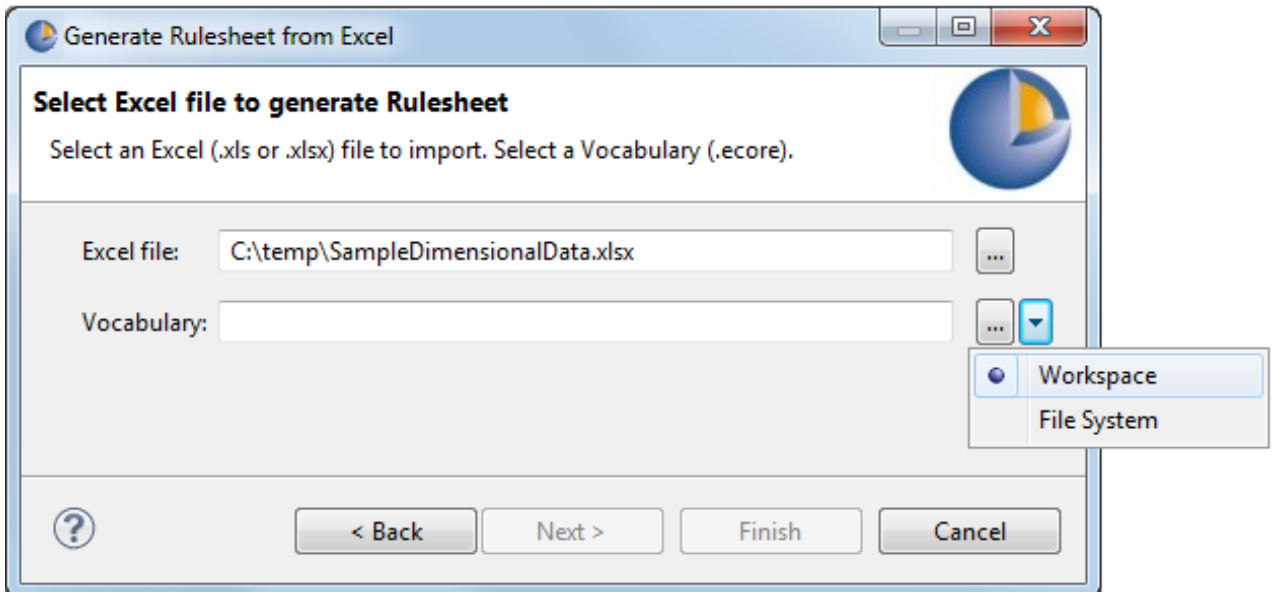 Generate Rulesheet from Excel
Select Excel file to generate Rulesheet
Select an Excel (.xls or .xlsx) file to import. Select a Vocabulary (.ecore).
Excel file: C:\temp\SampleDimensionalData.xlsx ...
Vocabulary: ...
Workspace
File System
? < Back Next > Finish Cancel